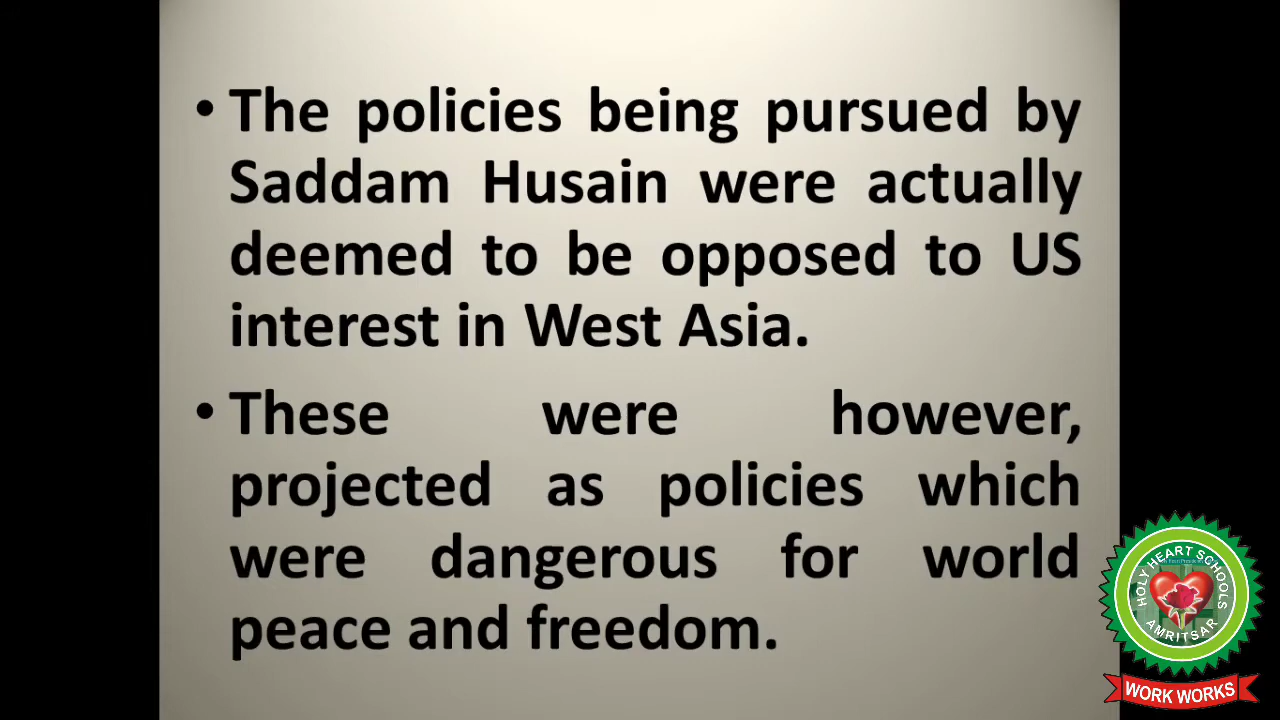 • The policies being pursued by
Saddam Husain were actually
deemed to be opposed to US
interest in West Asia.
• These were however,
projected as policies which
were dangerous for world
peace and freedom.
HOLY HEART SCHOOLS
AMRITSAR
WORK WORKS